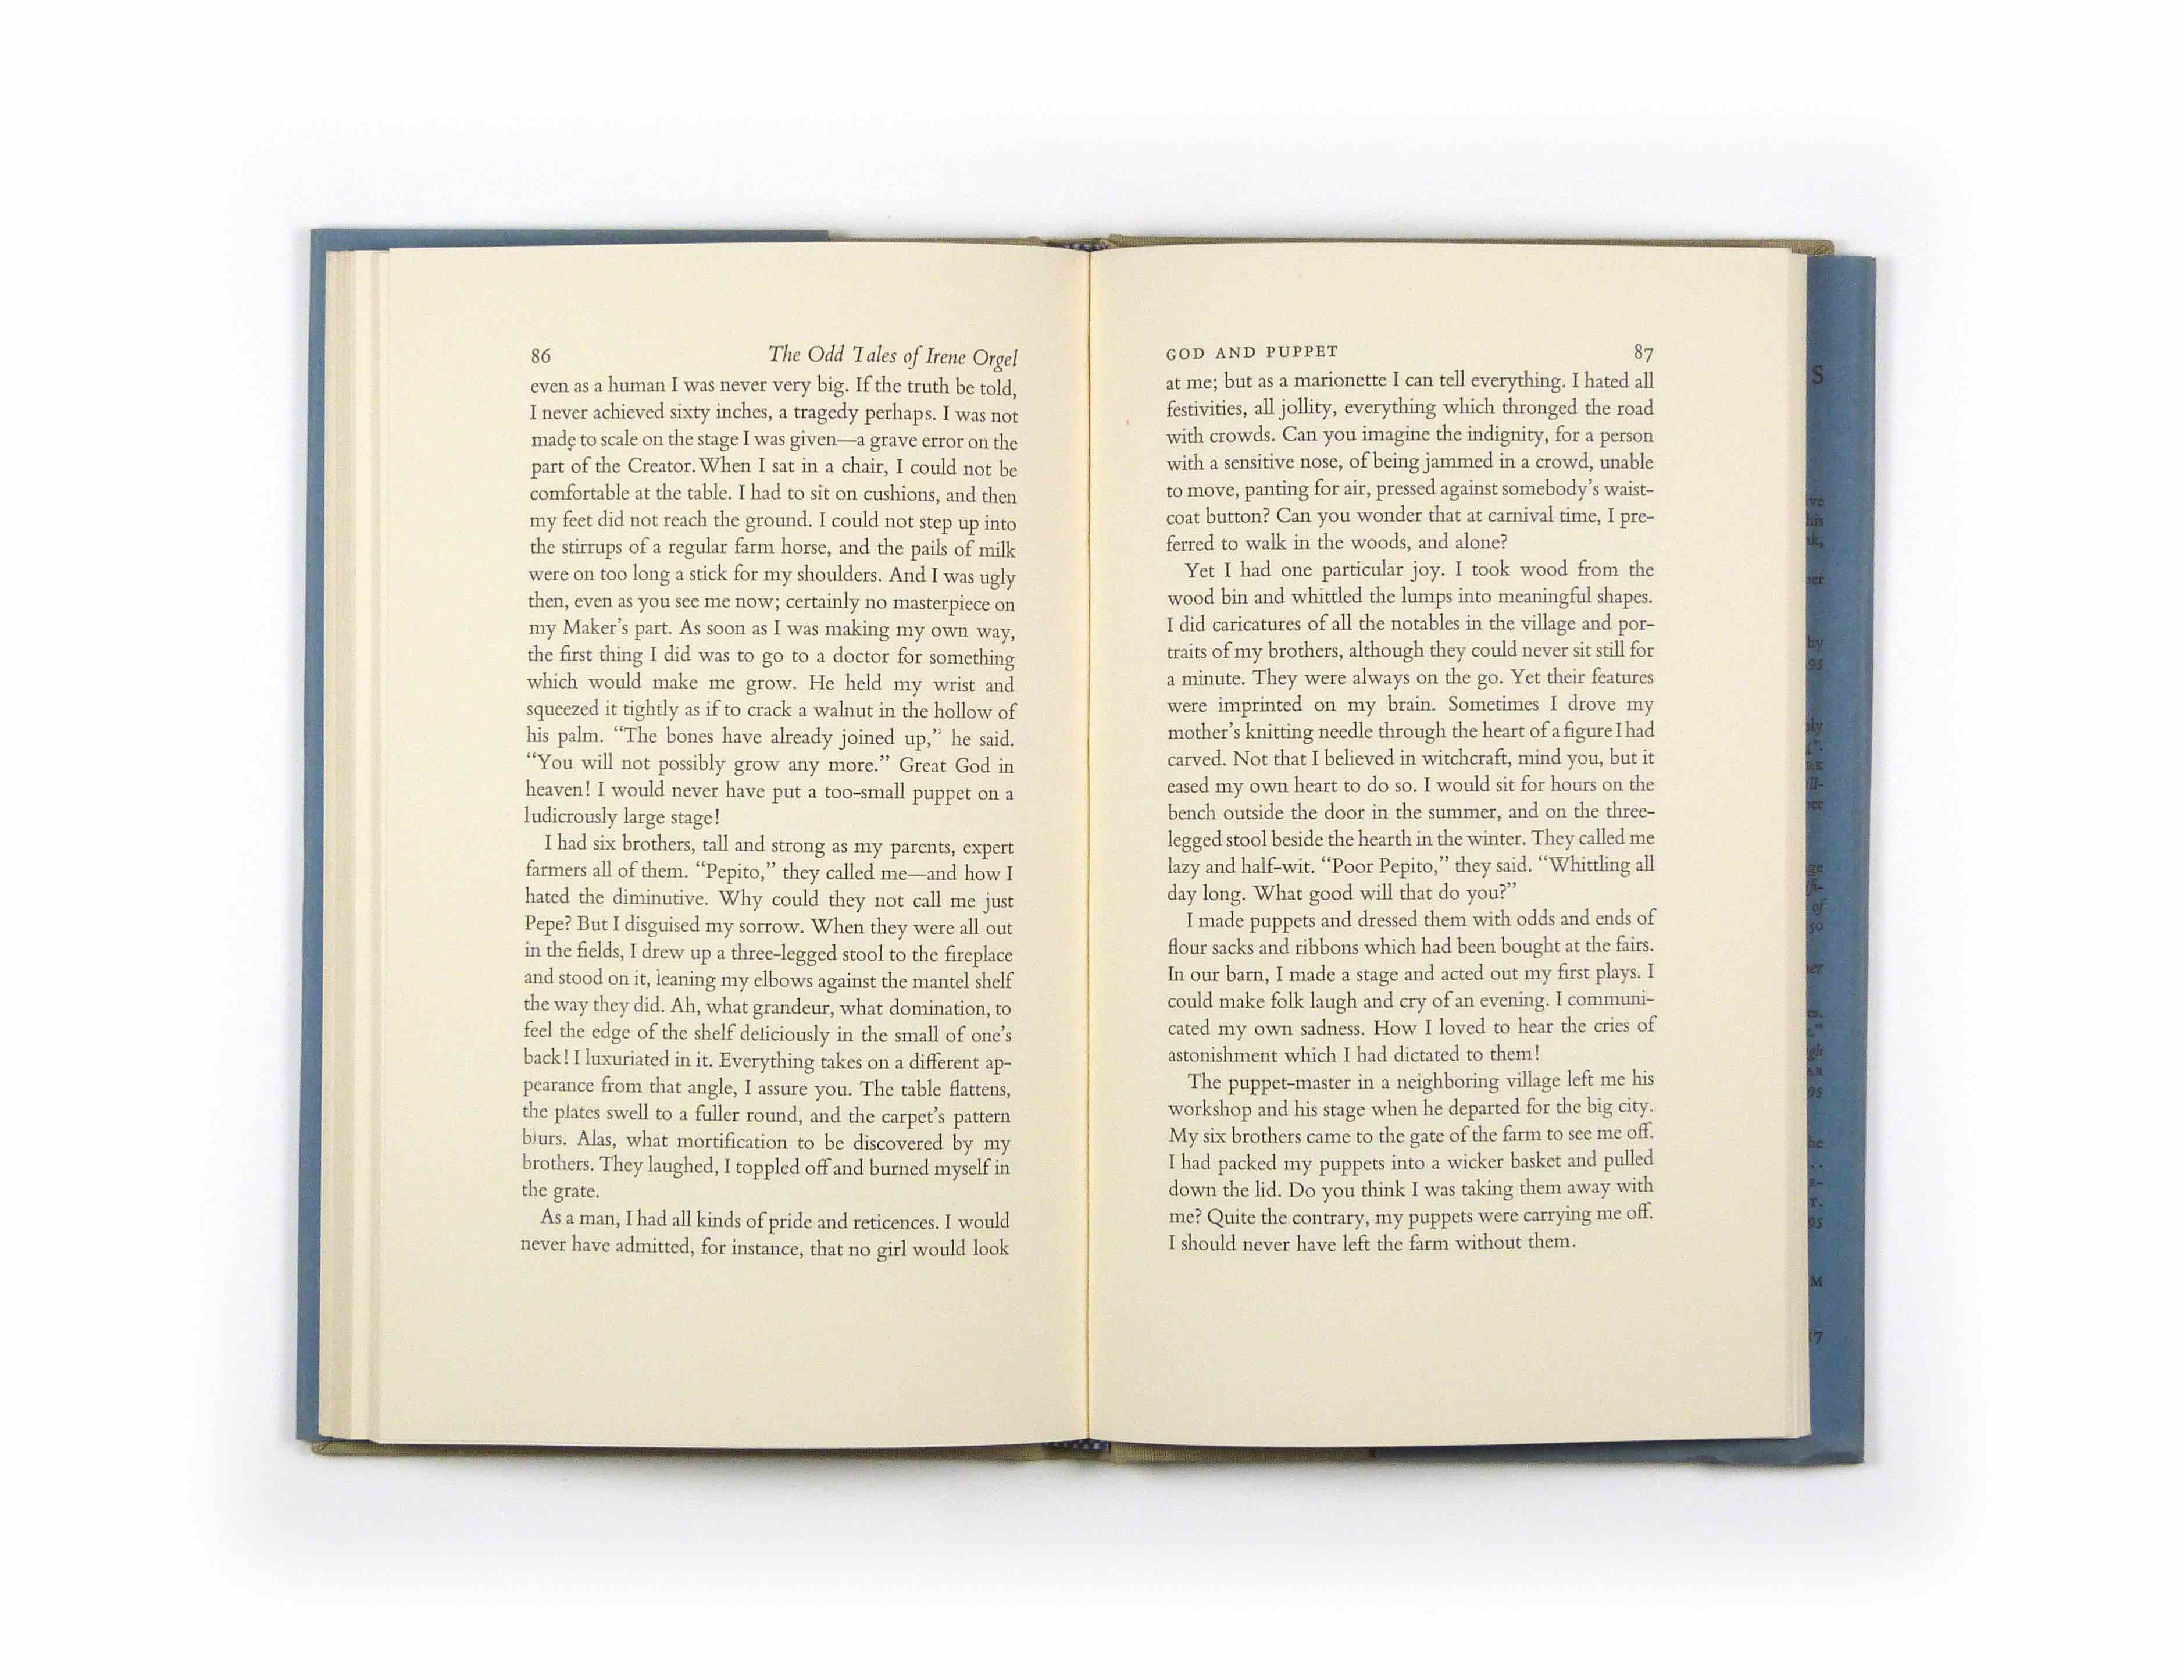 86 The Odd Tales of Irene Orgel
even as a human I was never very big. If the truth be told,
I never achieved sixty inches, a tragedy perhaps. I was not
made to scale on the stage I was given—a grave error on the
part of the Creator. When I sat in a chair, I could not be
comfortable at the table. I had to sit on cushions, and then
my feet did not reach the ground. I could not step up into
the stirrups of a regular farm horse, and the pails of milk
were on too long a stick for my shoulders. And I was ugly
then, even as you see me now; certainly no masterpiece on
my Maker's part. As soon as I was making my own way,
the first thing I did was to go to a doctor for something
which would make me grow. He held my wrist and
squeezed it tightly as if to crack a walnut in the hollow of
his palm. “The bones have already joined up,” he said.
“You will not possibly grow any more.” Great God in
heaven! I would never have put a too-small puppet on a
ludicrously large stage!
I had six brothers, tall and strong as my parents, expert
farmers all of them. “Pepito,” they called me—and how I
hated the diminutive. Why could they not call me just
Pepe? But I disguised my sorrow. When they were all out
in the fields, I drew up a three-legged stool to the fireplace
and stood on it, leaning my elbows against the mantel shelf
the way they did. Ah, what grandeur, what domination, to
feel the edge of the shelf deliciously in the small of one's
back! I luxuriated in it. Everything takes on a different ap-
pearance from that angle, I assure you. The table flattens,
the plates swell to a fuller round, and the carpet's pattern
blurs. Alas, what mortification to be discovered by my
brothers. They laughed, I toppled off and burned myself in
the grate.
As a man, I had all kinds of pride and reticences. I would
never have admitted, for instance, that no girl would look
GOD AND PUPPET 87
at me; but as a marionette I can tell everything. I hated all
festivities, all jollity, everything which thronged the road
with crowds. Can you imagine the indignity, for a person
with a sensitive nose, of being jammed in a crowd, unable
to move, panting for air, pressed against somebody's waist-
coat button? Can you wonder that at carnival time, I pre-
ferred to walk in the woods, and alone?
Yet I had one particular joy. I took wood from the
wood bin and whittled the lumps into meaningful shapes.
I did caricatures of all the notables in the village and por-
traits of my brothers, although they could never sit still for
a minute. They were always on the go. Yet their features
were imprinted on my brain. Sometimes I drove my
mother's knitting needle through the heart of a figure I had
carved. Not that I believed in witchcraft, mind you, but it
eased my own heart to do so. I would sit for hours on the
bench outside the door in the summer, and on the three-
legged stool beside the hearth in the winter. They called me
lazy and half-wit. “Poor Pepito,” they said. “Whittling all
day long. What good will that do you?”
I made puppets and dressed them with odds and ends of
flour sacks and ribbons which had been bought at the fairs.
In our barn, I made a stage and acted out my first plays. I
could make folk laugh and cry of an evening. I communi-
cated my own sadness. How I loved to hear the cries of
astonishment which I had dictated to them!
The puppet-master in a neighboring village left me his
workshop and his stage when he departed for the big city.
My six brothers came to the gate of the farm to see me off.
I had packed my puppets into a wicker basket and pulled
down the lid. Do you think I was taking them away with
me? Quite the contrary, my puppets were carrying me off.
I should never have left the farm without them.